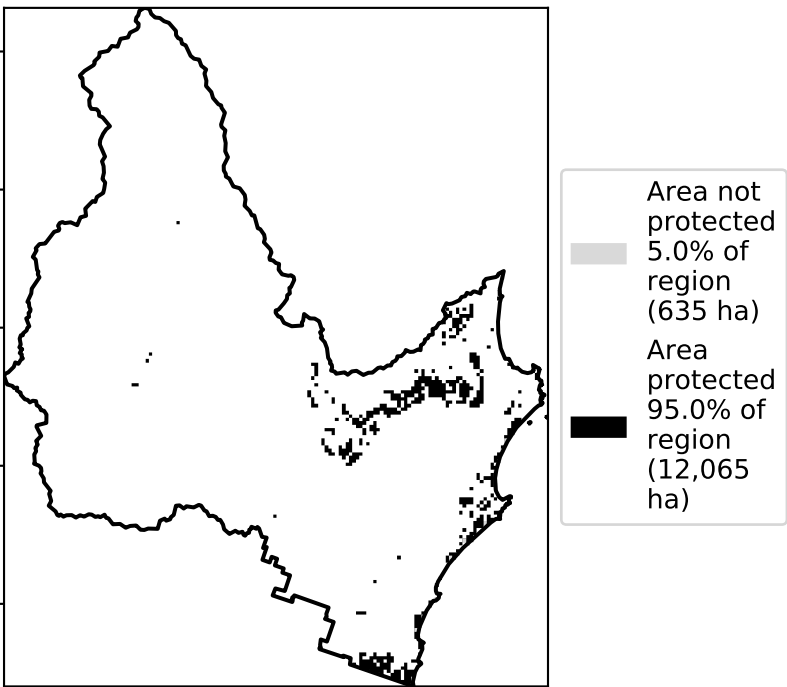 Area not
protected
5.0% of
region
(635 ha)
Area
protected
95.0% of
region
(12,065
ha)